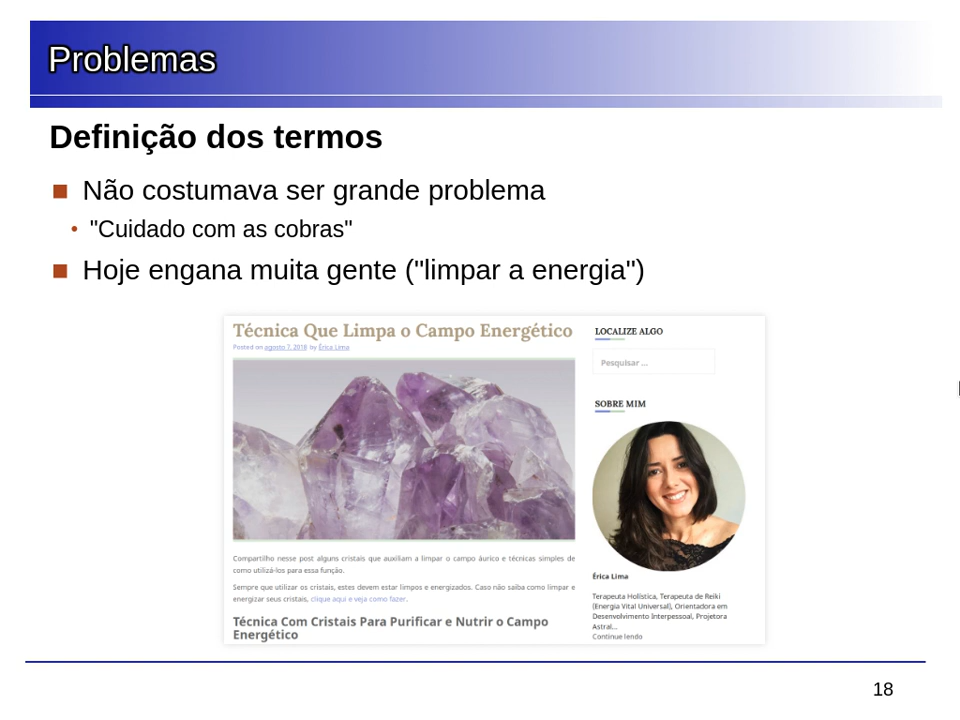 Problemas
Definição dos termos
Não costumava ser grande problema
"Cuidado com as cobras"
Hoje engana muita gente ("limpar a energia")
Técnica Que Limpa o Campo Energético
Posted on agosto 7, 2018 by Érica Lima
Compartilho nesse post alguns cristais que auxiliam a limpar o campo áurico e técnicas simples de
como utilizá-los para essa função.
Sempre que utilizar os cristais, estes devem estar limpos e energizados. Caso não saiba como limpar e
energizar seus cristais, clique aqui e veja como fazer.
Técnica Com Cristais Para Purificar e Nutrir o Campo
Energético
LOCALIZE ALGO
Pesquisar ...
SOBRE MIM
Érica Lima
Terapeuta Holística, Terapeuta de Reiki
(Energia Vital Universal), Orientadora em
Desenvolvimento Interpessoal, Projetora
Astral...
Continue lendo
18